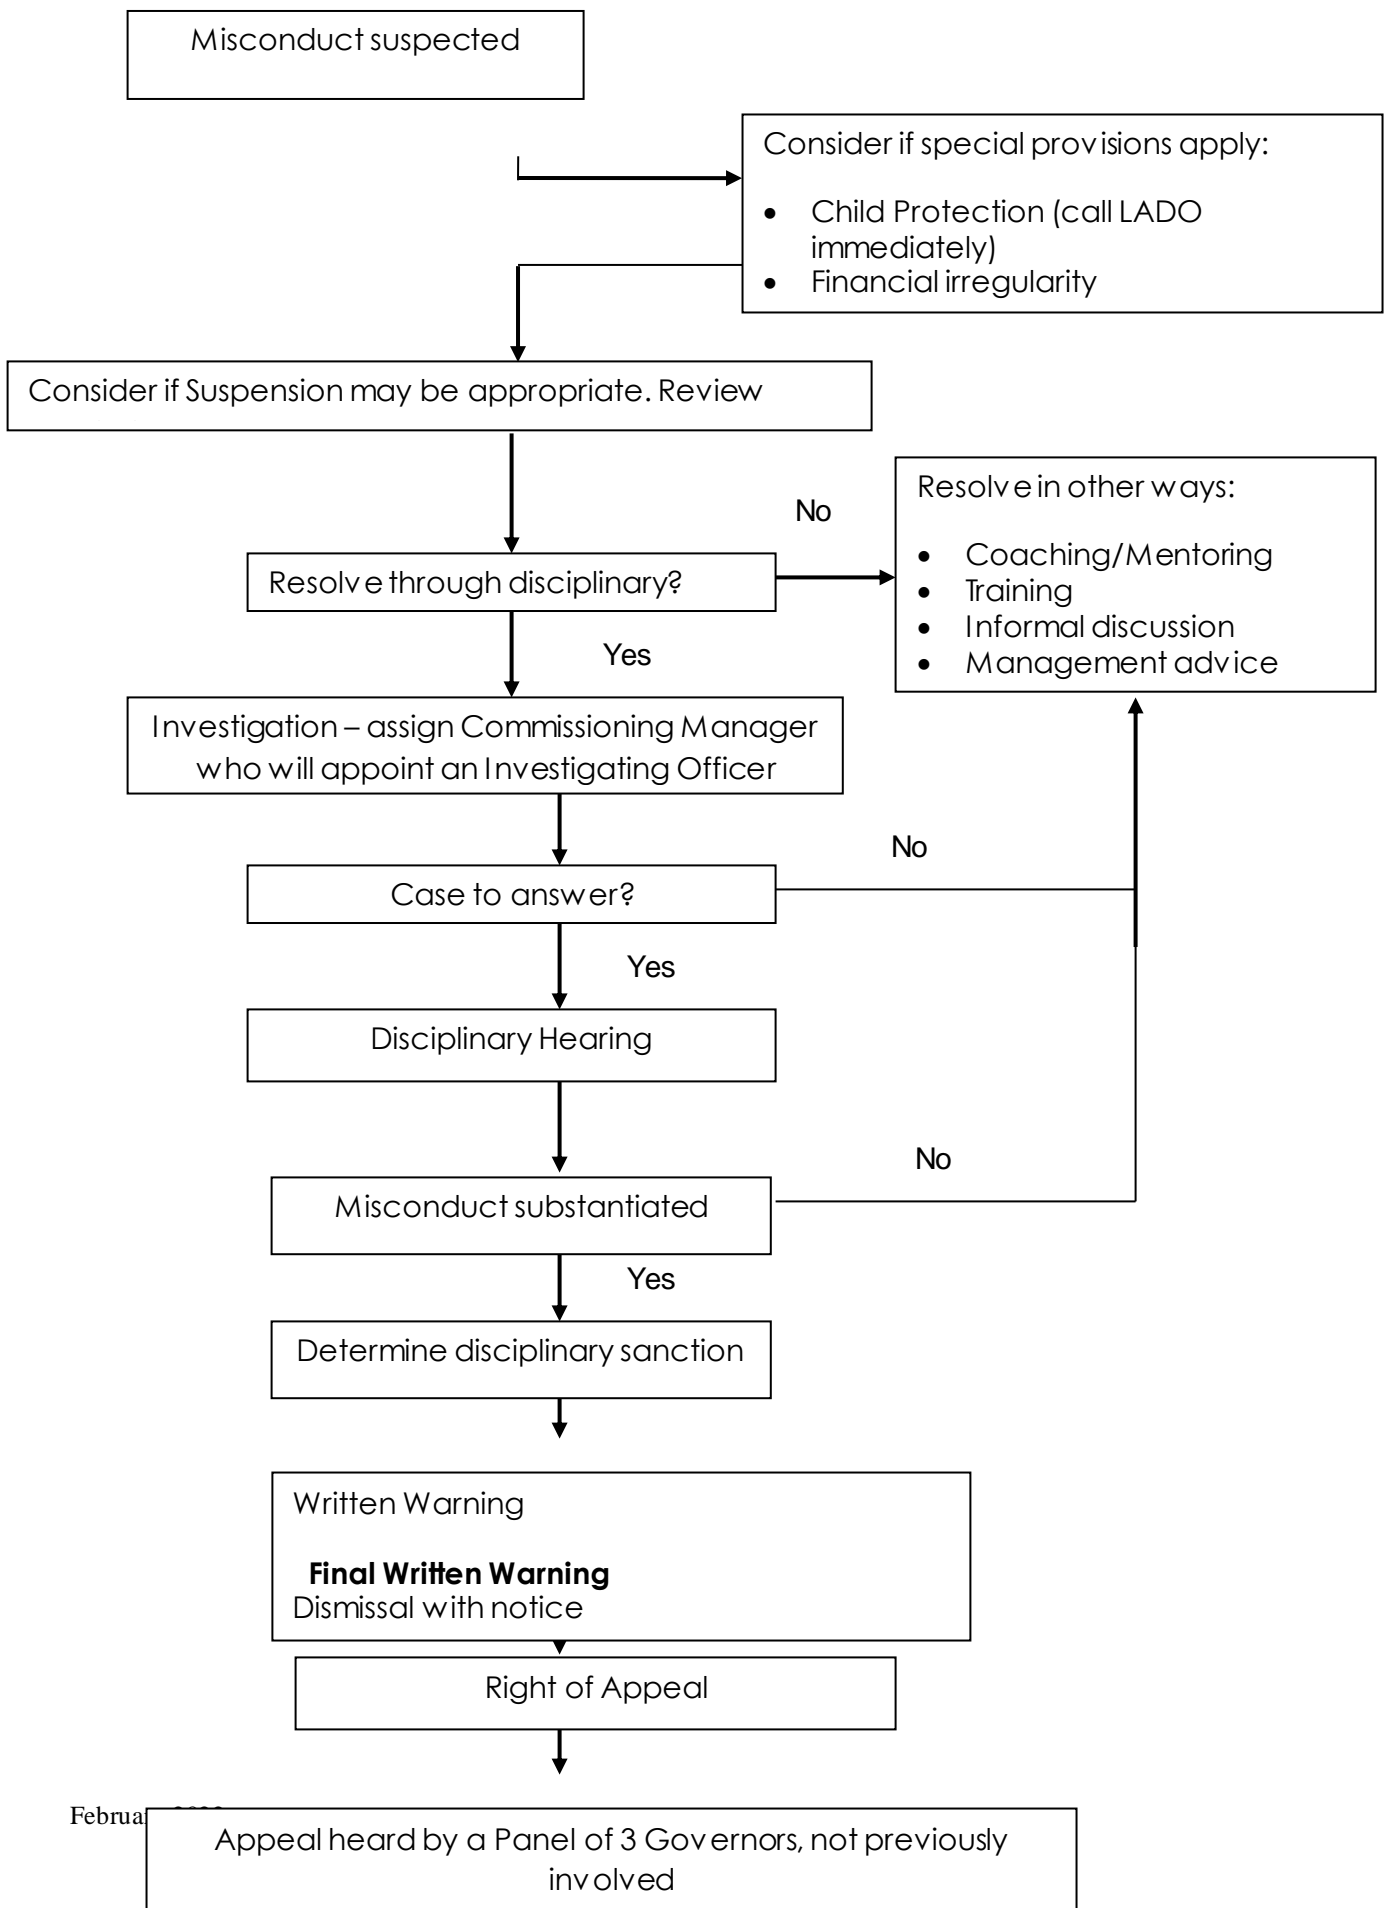 Misconduct suspected
Consider if special provisions apply:
• Child Protection (call LADO
immediately)
• Financial irregularity
Consider if Suspension may be appropriate. Review
No
Resolve in other ways:
• Coaching/Mentoring
• Training
• Informal discussion
• Management advice
Resolve through disciplinary?
Yes
Investigation – assign Commissioning Manager
who will appoint an Investigating Officer
No
Case to answer?
Yes
Disciplinary Hearing
No
Misconduct substantiated
Yes
Determine disciplinary sanction
Written Warning
Final Written Warning
Dismissal with notice
Right of Appeal
Appeal heard by a Panel of 3 Governors, not previously
involved